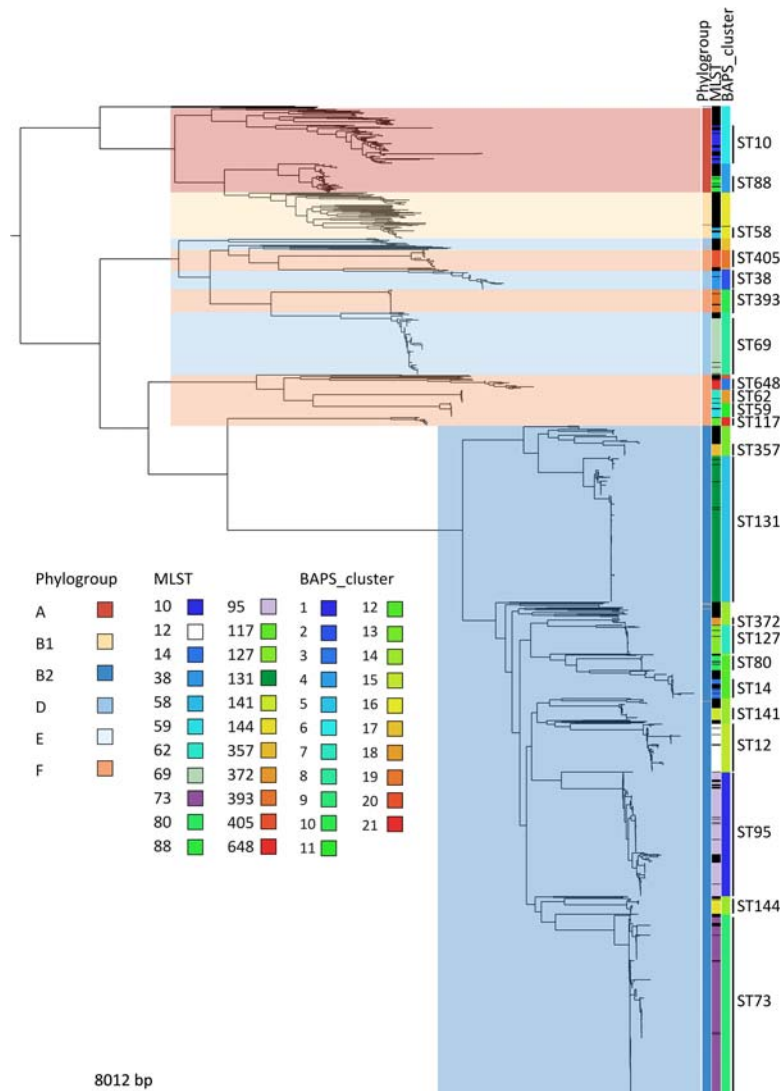 Phylogroup
MLST
BAPS_cluster
ST10
ST88
ST58
ST405
ST38
ST393
ST69
ST648
ST62
ST59
ST117
ST357
ST131
ST372
ST127
ST80
ST14
ST141
ST12
ST95
ST144
ST73
Phylogroup
A
B1
B2
D
E
F
MLST
10
12
14
38
58
59
62
69
73
80
88
95
117
127
131
141
144
357
372
393
405
648
BAPS_cluster
1
2
3
4
5
6
7
8
9
10
11
12
13
14
15
16
17
18
19
20
21
8012 bp